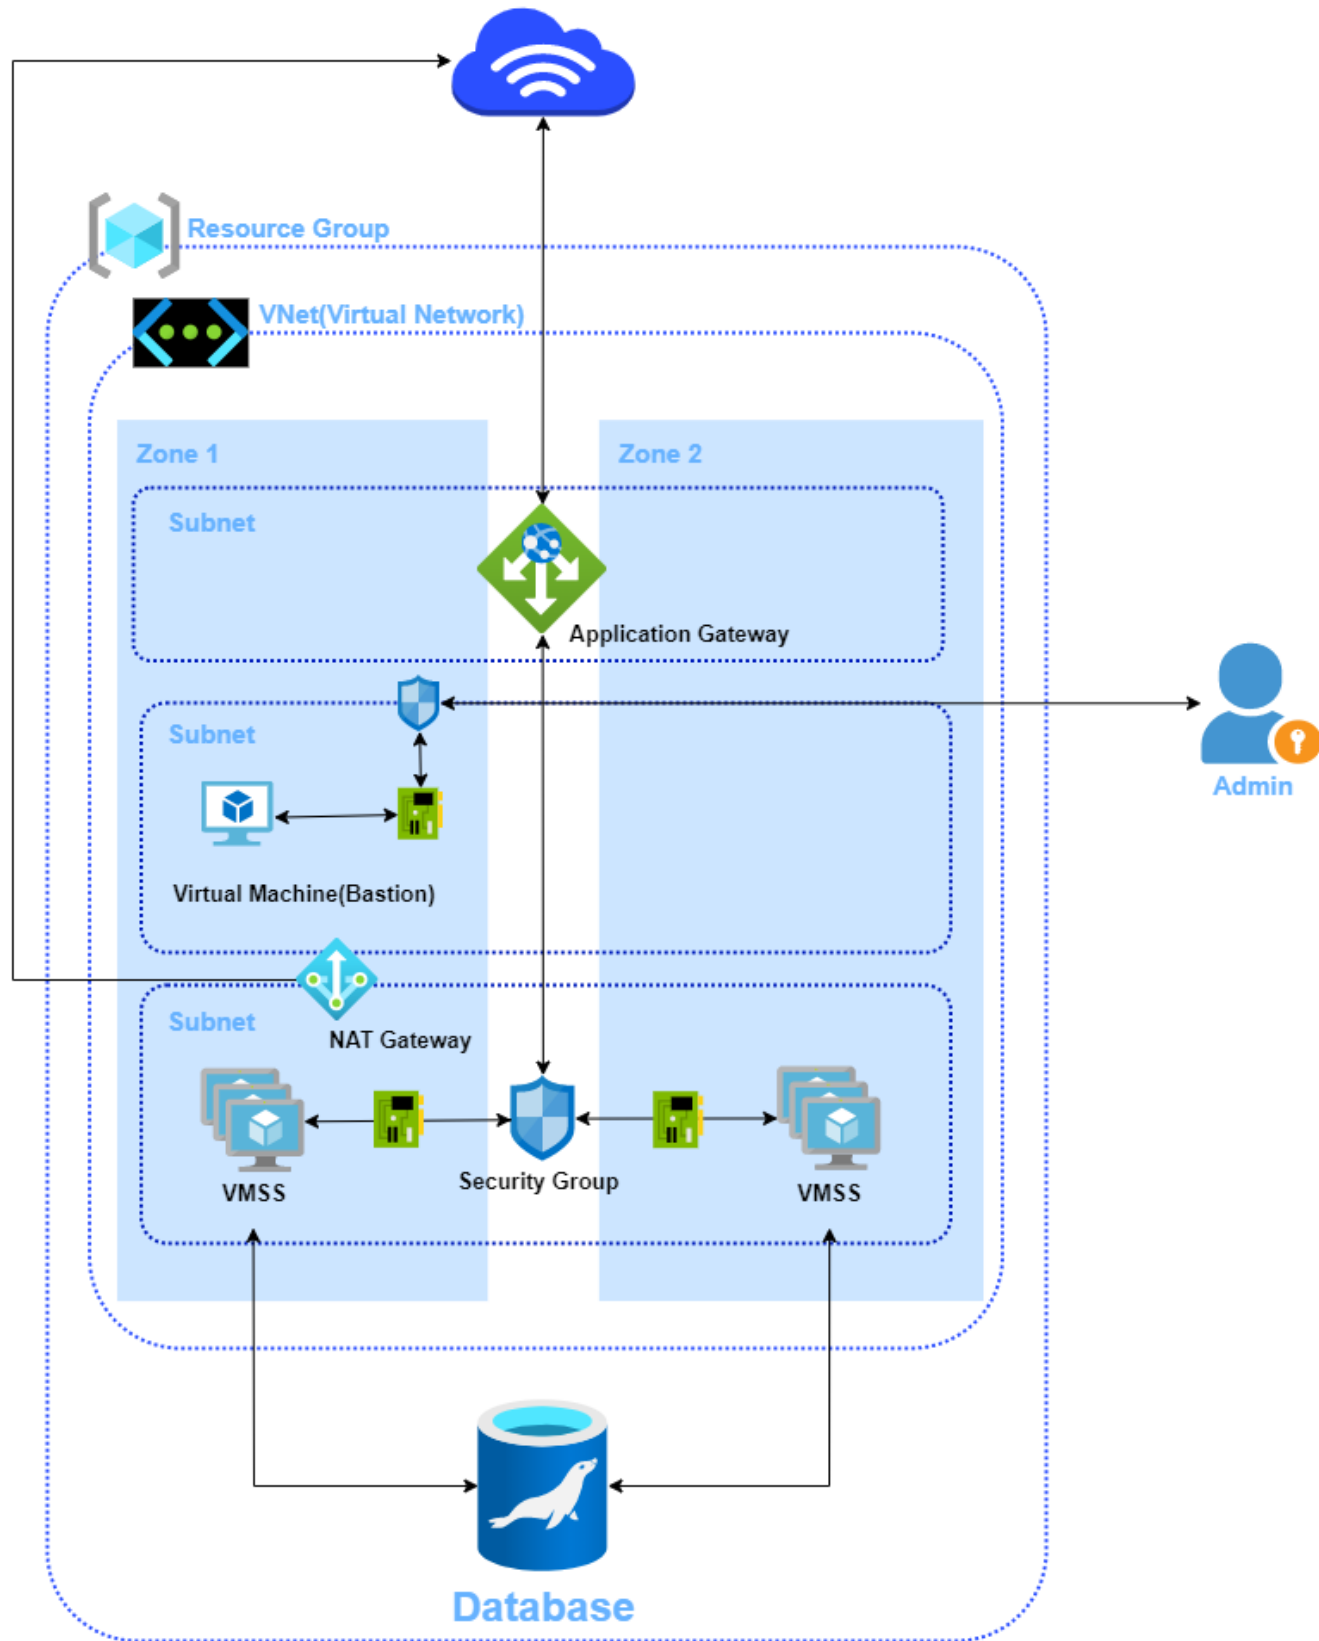 Resource Group
VNet(Virtual Network)
Zone 1
Zone 2
Subnet
Application Gateway
Subnet
Virtual Machine(Bastion)
Admin
Subnet
NAT Gateway
VMSS
Security Group
VMSS
Database